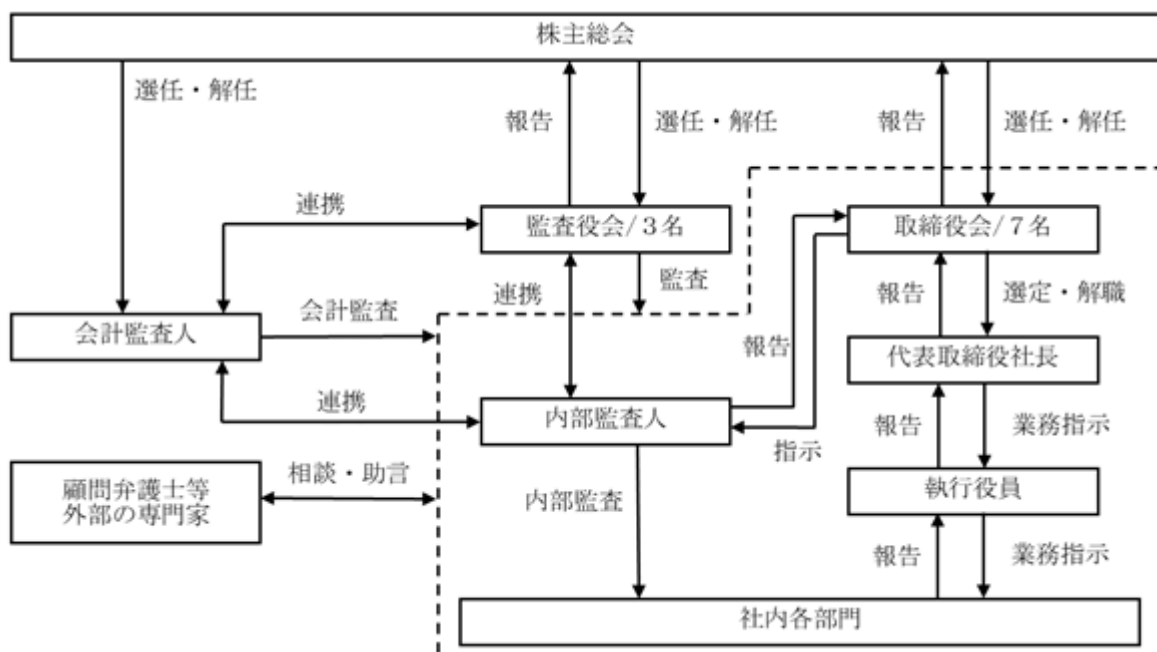 株主総会
選任・解任
報告
選任・解任
報告
選任・解任
連携
監査役会/３名
取締役会/７名
連携
監査
報告
選定・解職
会計監査人
会計監査
報告
代表取締役社長
連携
内部監査人
指示
報告
業務指示
顧問弁護士等
外部の専門家
相談・助言
内部監査
執行役員
報告
業務指示
社内各部門